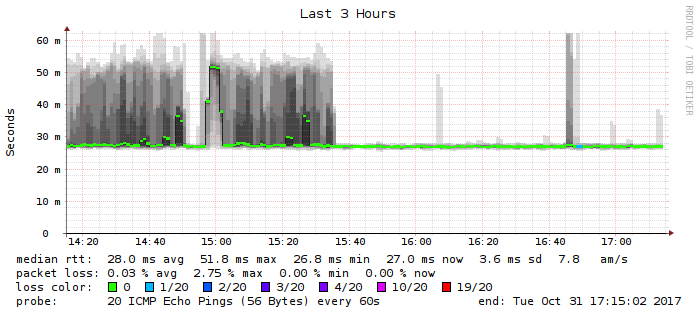 Last 3 Hours
RRDTOOL / TOBI OETIKER
Seconds
60 m
50 m
40 m
30 m
20 m
10 m
0
14:20 14:40 15:00 15:20 15:40 16:00 16:20 16:40 17:00
median rtt: 28.0 ms avg 51.8 ms max 26.8 ms min 27.0 ms now 3.6 ms sd 7.8 am/s
packet loss: 0.03 % avg 2.75 % max 0.00 % min 0.00 % now
loss color: 0 1/20 2/20 3/20 4/20 10/20 19/20
probe: 20 ICMP Echo Pings (56 Bytes) every 60s end: Tue Oct 31 17:15:02 2017